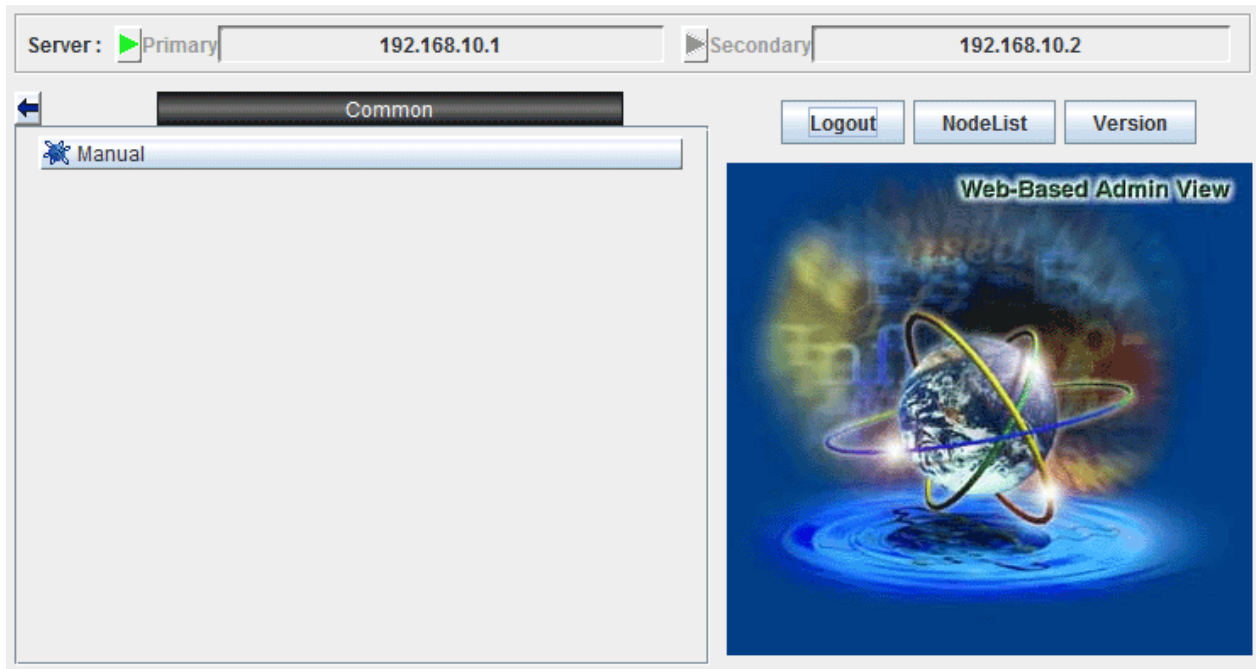 Server : Primary 192.168.10.1 Secondary 192.168.10.2
Common
Logout NodeList Version
Manual
Web-Based Admin View